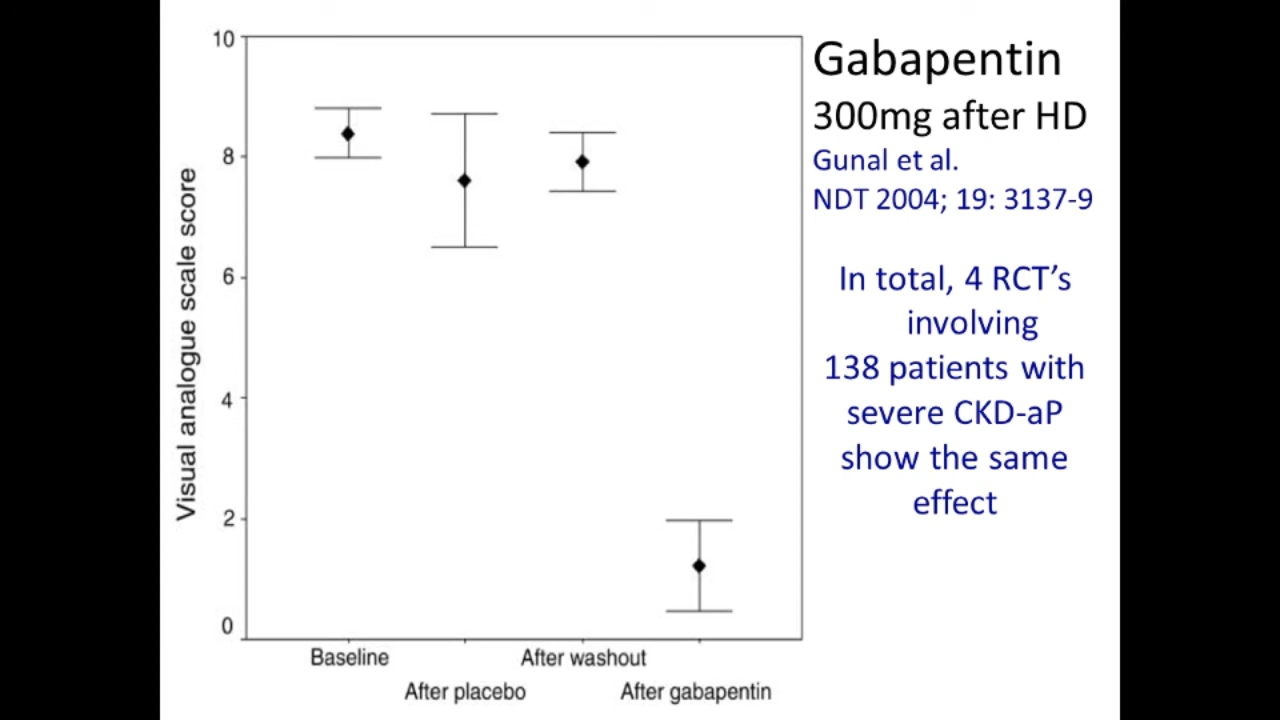 10
8
6
4
2
0
Visual analogue scale score
Baseline
After placebo
After washout
After gabapentin
Gabapentin
300mg after HD
Gunal et al.
NDT 2004; 19: 3137-9
In total, 4 RCT’s
involving
138 patients with
severe CKD-aP
show the same
effect